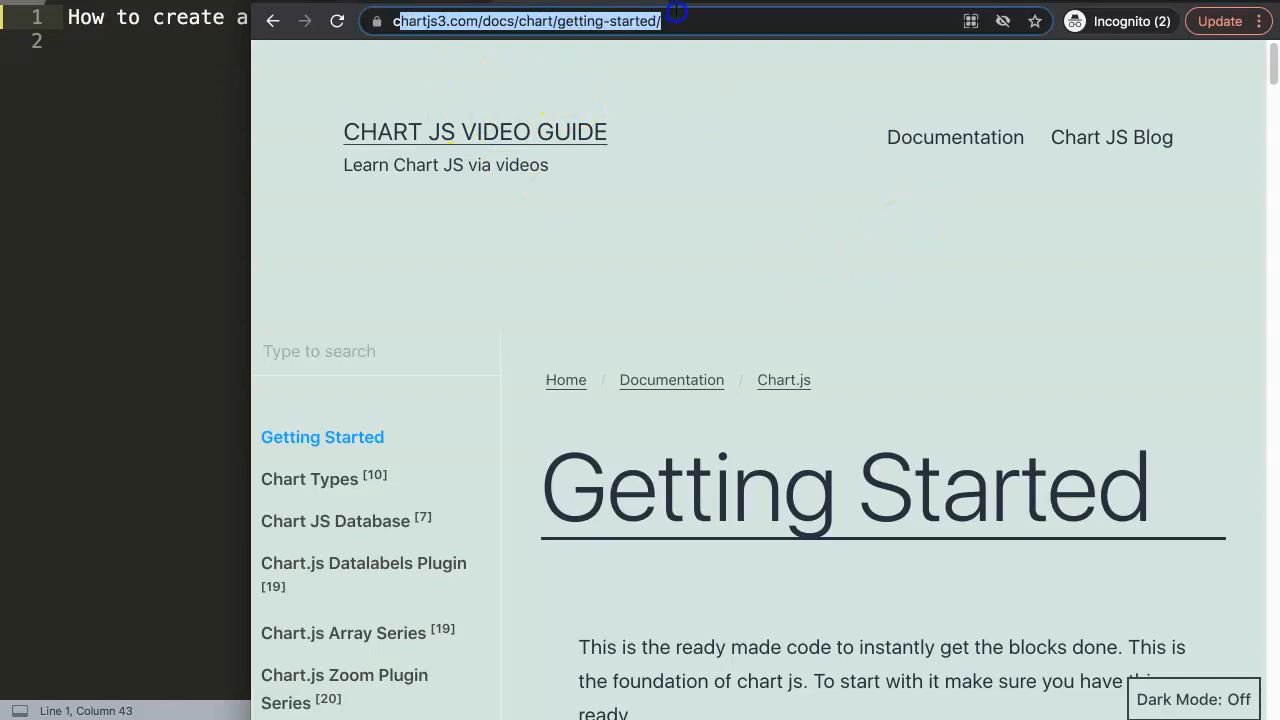 1 How to create a
2
chartjs3.com/docs/chart/getting-started/
Incognito (2)
Update
CHART JS VIDEO GUIDE
Learn Chart JS via videos
Documentation
Chart JS Blog
Type to search
Getting Started
Chart Types [10]
Chart JS Database [7]
Chart.js Datalabels Plugin
[19]
Chart.js Array Series [19]
Chart.js Zoom Plugin
Series [20]
Home / Documentation / Chart.js
Getting Started
This is the ready made code to instantly get the blocks done. This is
the foundation of chart js. To start with it make sure you have this
ready
Dark Mode: Off
Line 1, Column 43